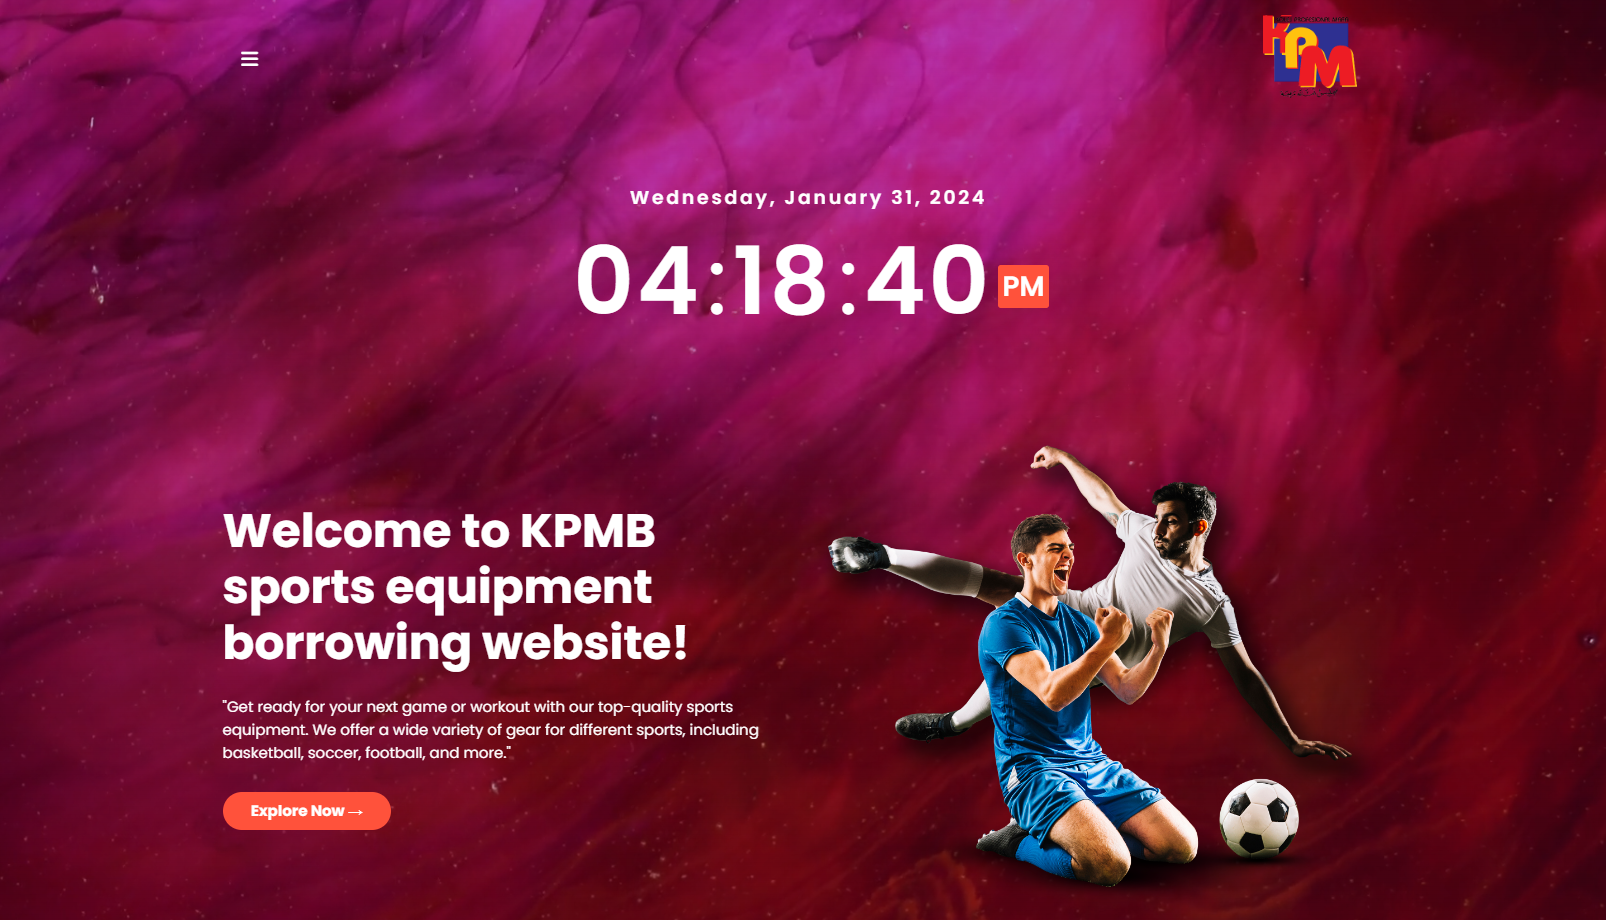 KPM
Wednesday, January 31, 2024
04:18:40 PM
Welcome to KPMB
sports equipment
borrowing website!
"Get ready for your next game or workout with our top-quality sports
equipment. We offer a wide variety of gear for different sports, including
basketball, soccer, football, and more."
Explore Now →